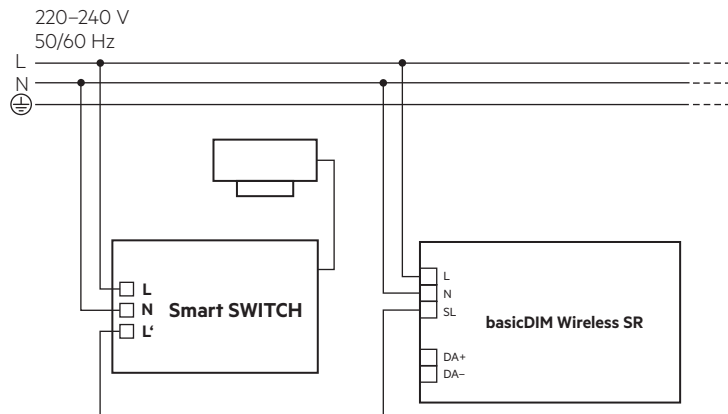 220–240 V
50/60 Hz
L
N
L
N
L‘
Smart SWITCH
L
N
SL
DA+
DA–
basicDIM Wireless SR